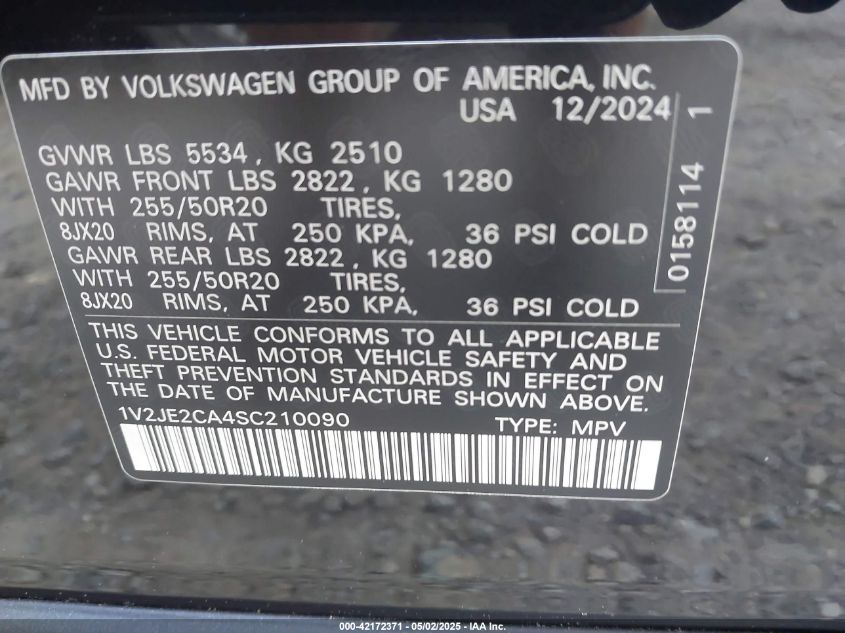 MFD BY VOLKSWAGEN GROUP OF AMERICA, INC.
USA 12/2024
GVWR LBS 5534, KG 2510
GAWR FRONT LBS 2822, KG 1280
WITH 255/50R20 TIRES,
8JX20 RIMS, AT 250 KPA, 36 PSI COLD
GAWR REAR LBS 2822, KG 1280
WITH 255/50R20 TIRES,
8JX20 RIMS, AT 250 KPA, 36 PSI COLD
0158114 1
THIS VEHICLE CONFORMS TO ALL APPLICABLE
U.S. FEDERAL MOTOR VEHICLE SAFETY AND
THEFT PREVENTION STANDARDS IN EFFECT ON
THE DATE OF MANUFACTURE SHOWN ABOVE.
1V2JE2CA4SC210090 TYPE: MPV
000-42172371 - 05/02/2025 - IAA Inc.